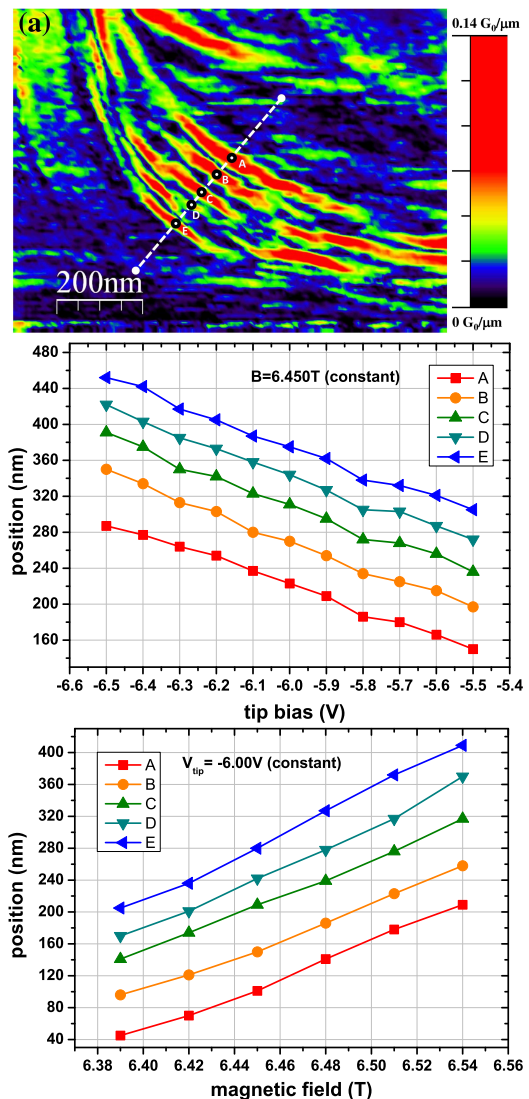 (a)
0.14 G₀/µm
A
B
C
D
E
200nm
0 G₀/µm
480
440
400
360
320
280
240
200
160
position (nm)
B=6.450T (constant)
A
B
C
D
E
-6.6 -6.5 -6.4 -6.3 -6.2 -6.1 -6.0 -5.9 -5.8 -5.7 -5.6 -5.5 -5.4
tip bias (V)
400
360
320
280
240
200
160
120
80
40
position (nm)
A
B
C
D
E
V_tip= -6.00V (constant)
6.38 6.40 6.42 6.44 6.46 6.48 6.50 6.52 6.54 6.56
magnetic field (T)